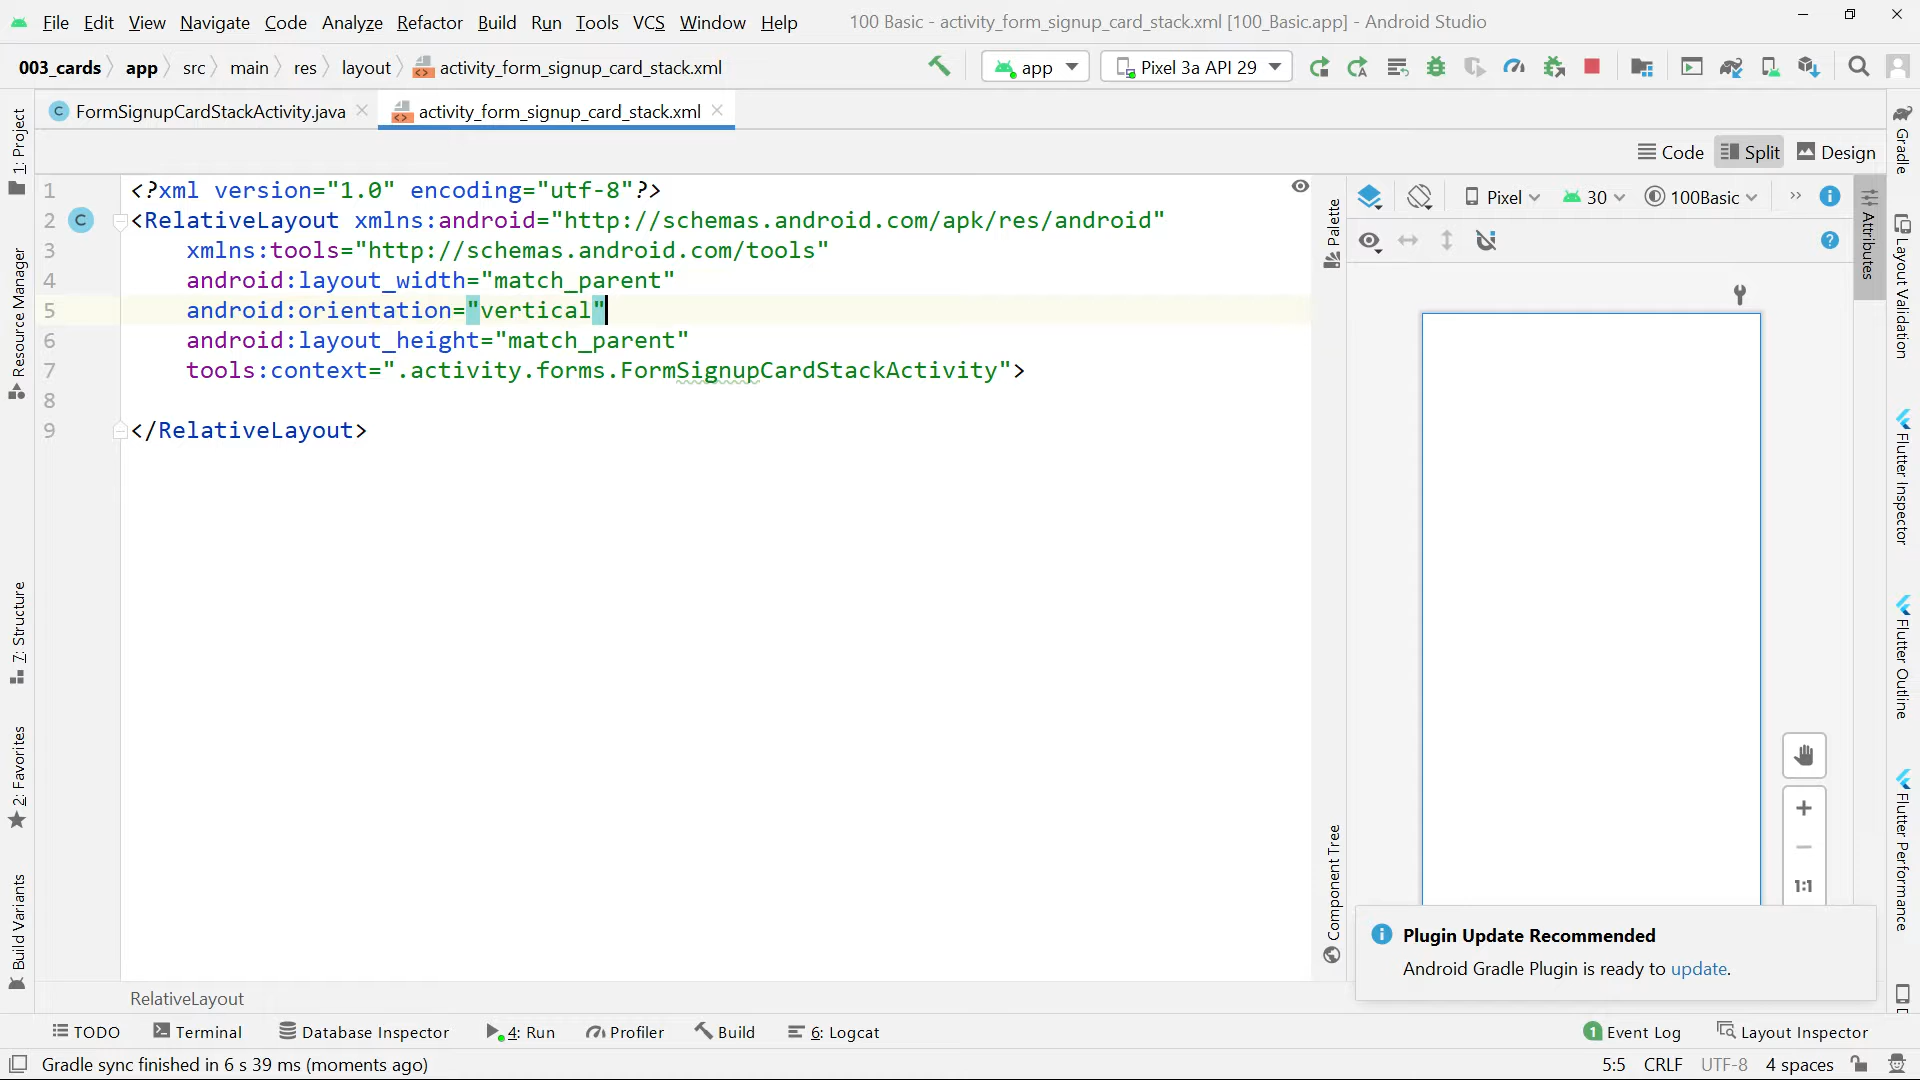 File Edit View Navigate Code Analyze Refactor Build Run Tools VCS Window Help 100 Basic - activity_form_signup_card_stack.xml [100_Basic.app] - Android Studio
003_cards app src main res layout activity_form_signup_card_stack.xml app Pixel 3a API 29
FormSignupCardStackActivity.java activity_form_signup_card_stack.xml
Code Split Design
1 <?xml version="1.0" encoding="utf-8"?>
2 <RelativeLayout xmlns:android="http://schemas.android.com/apk/res/android"
3 xmlns:tools="http://schemas.android.com/tools"
4 android:layout_width="match_parent"
5 android:orientation="vertical"
6 android:layout_height="match_parent"
7 tools:context=".activity.forms.FormSignupCardStackActivity">
8
9 </RelativeLayout>
Pixel 30 100Basic
1:1
Plugin Update Recommended
Android Gradle Plugin is ready to update.
1: Project
Resource Manager
7: Structure
2: Favorites
Build Variants
Palette
Component Tree
Attributes
Gradle
Layout Validation
Flutter Inspector
Flutter Outline
Flutter Performance
RelativeLayout
TODO Terminal Database Inspector 4: Run Profiler Build 6: Logcat 1 Event Log Layout Inspector
Gradle sync finished in 6 s 39 ms (moments ago) 5:5 CRLF UTF-8 4 spaces